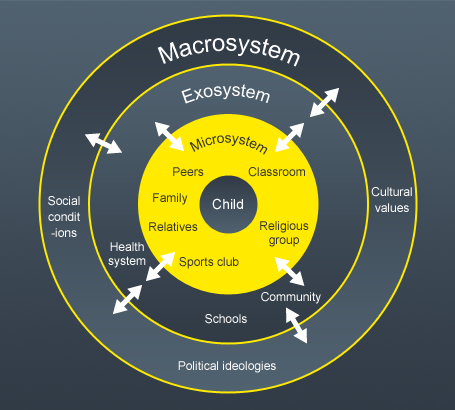 Macrosystem
Exosystem
Microsystem
Peers
Classroom
Family
Child
Relatives
Religious
group
Sports club
Social
condit
-ions
Cultural
values
Health
system
Community
Schools
Political ideologies